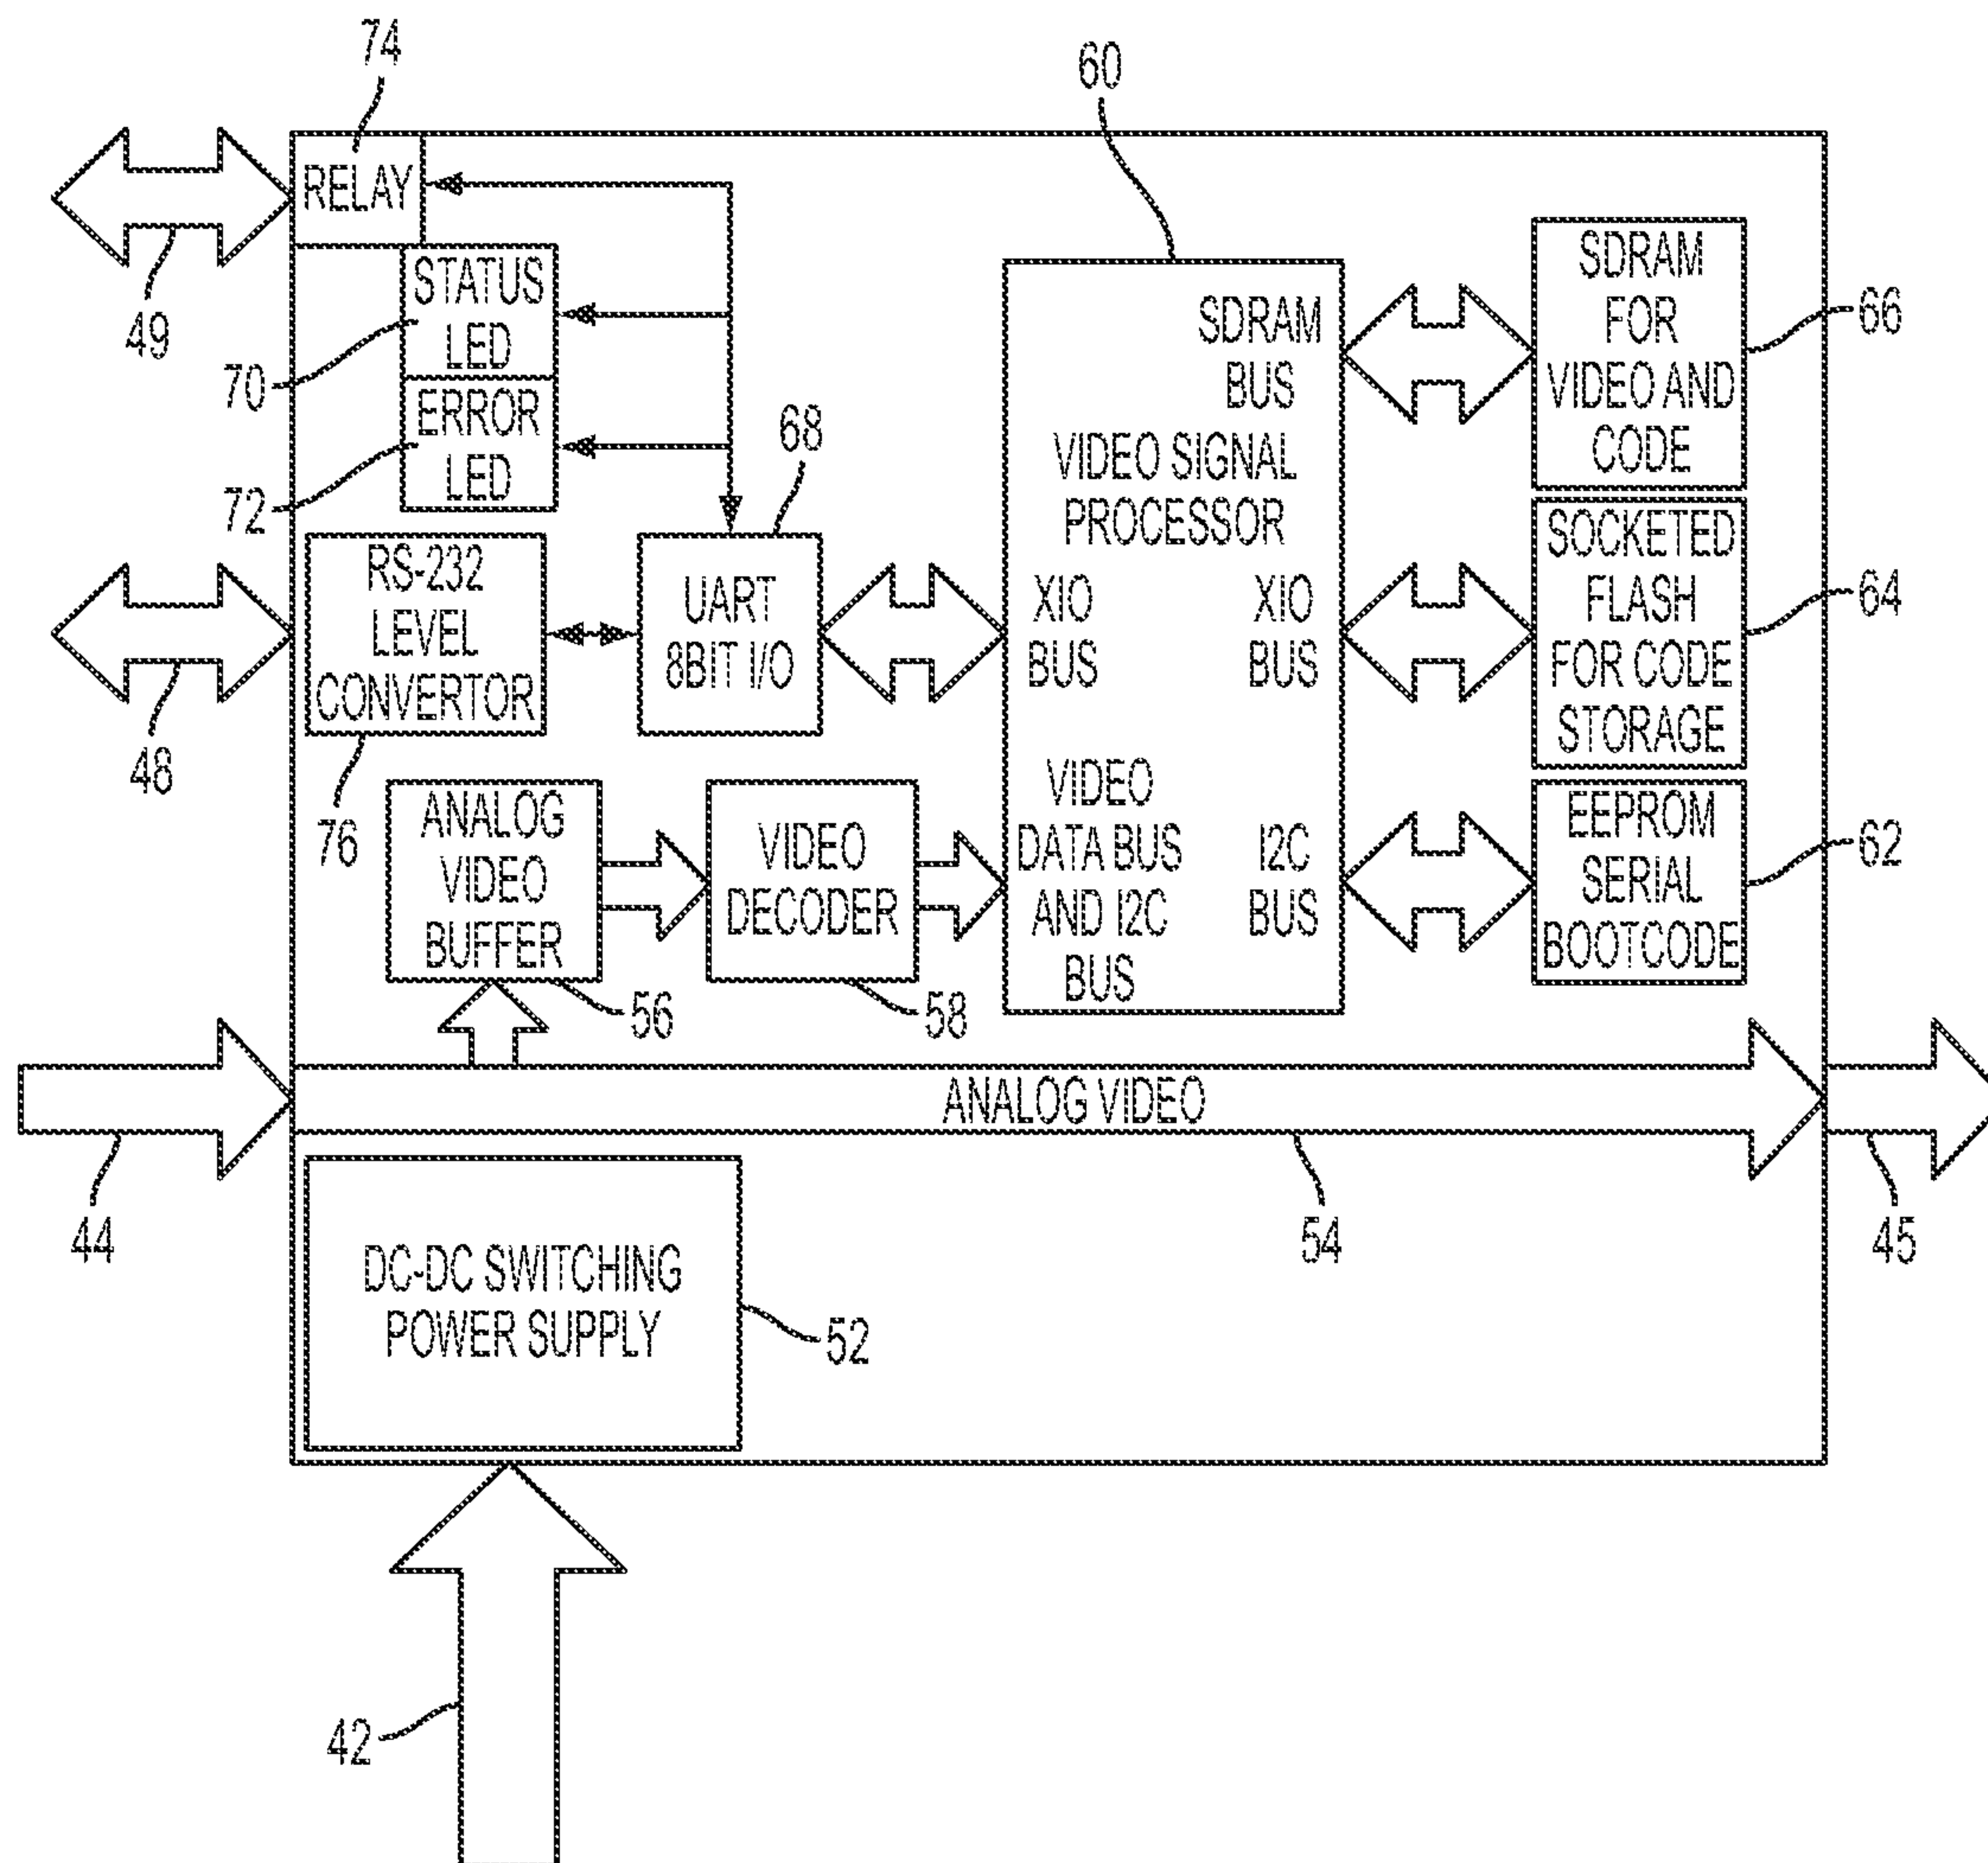 74
60
RELAY
49
STATUS
LED
70
ERROR
LED
72
68
SDRAM
BUS
VIDEO SIGNAL
PROCESSOR
XIO
BUS
XIO
BUS
VIDEO
DATA BUS
AND I2C
BUS
I2C
BUS
SDRAM
FOR
VIDEO AND
CODE
66
SOCKETED
FLASH
FOR CODE
STORAGE
64
EEPROM
SERIAL
BOOTCODE
62
RS-232
LEVEL
CONVERTOR
76
48
UART
8BIT I/O
ANALOG
VIDEO
BUFFER
56
VIDEO
DECODER
58
ANALOG VIDEO
44
54
45
DC-DC SWITCHING
POWER SUPPLY
52
42